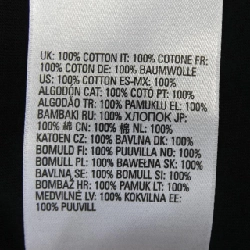 UK: 100% COTTON IT: 100% COTONE FR:
100% COTON DE: 100% BAUMWOLLE
US: 100% COTTON ES-MX: 100%
ALGODÓN CAT: 100% COTÓ PT: 100%
ALGODÃO TR: 100% PAMUKLU EL: 100%
BAMBAKI RU: 100% ХЛОПОК JP:
100% 綿 CN: 100% 棉 NL: 100%
KATOEN CZ: 100% BAVLNA DK: 100%
BOMULD FI: 100% PUUVILLA NO: 100%
BOMULL PL: 100% BAWEŁNA SK: 100%
BAVLNA SE: 100% BOMULL SI: 100%
BOMBAŽ HR: 100% PAMUK LT: 100%
MEDVILNĖ LV: 100% KOKVILNA EE:
100% PUUVILL